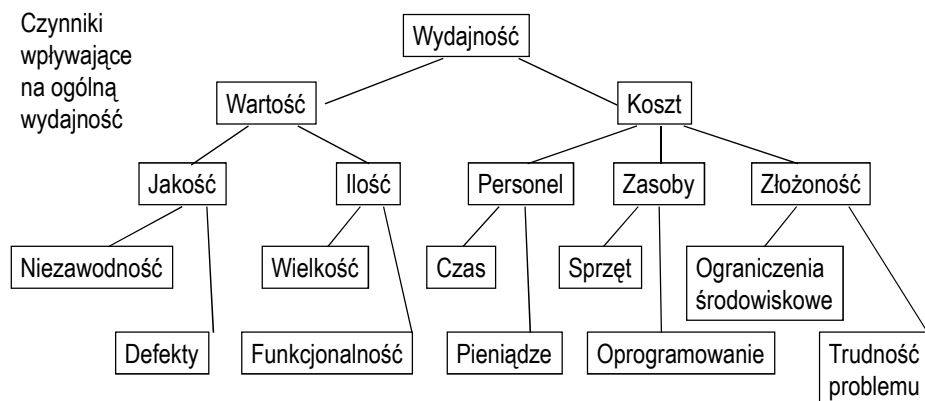 Czynniki
wpływające
na ogólną
wydajność
Wydajność
Wartość
Koszt
Jakość
Ilość
Personel
Zasoby
Złożoność
Niezawodność
Wielkość
Czas
Sprzęt
Ograniczenia
środowiskowe
Defekty
Funkcjonalność
Pieniądze
Oprogramowanie
Trudność
problemu